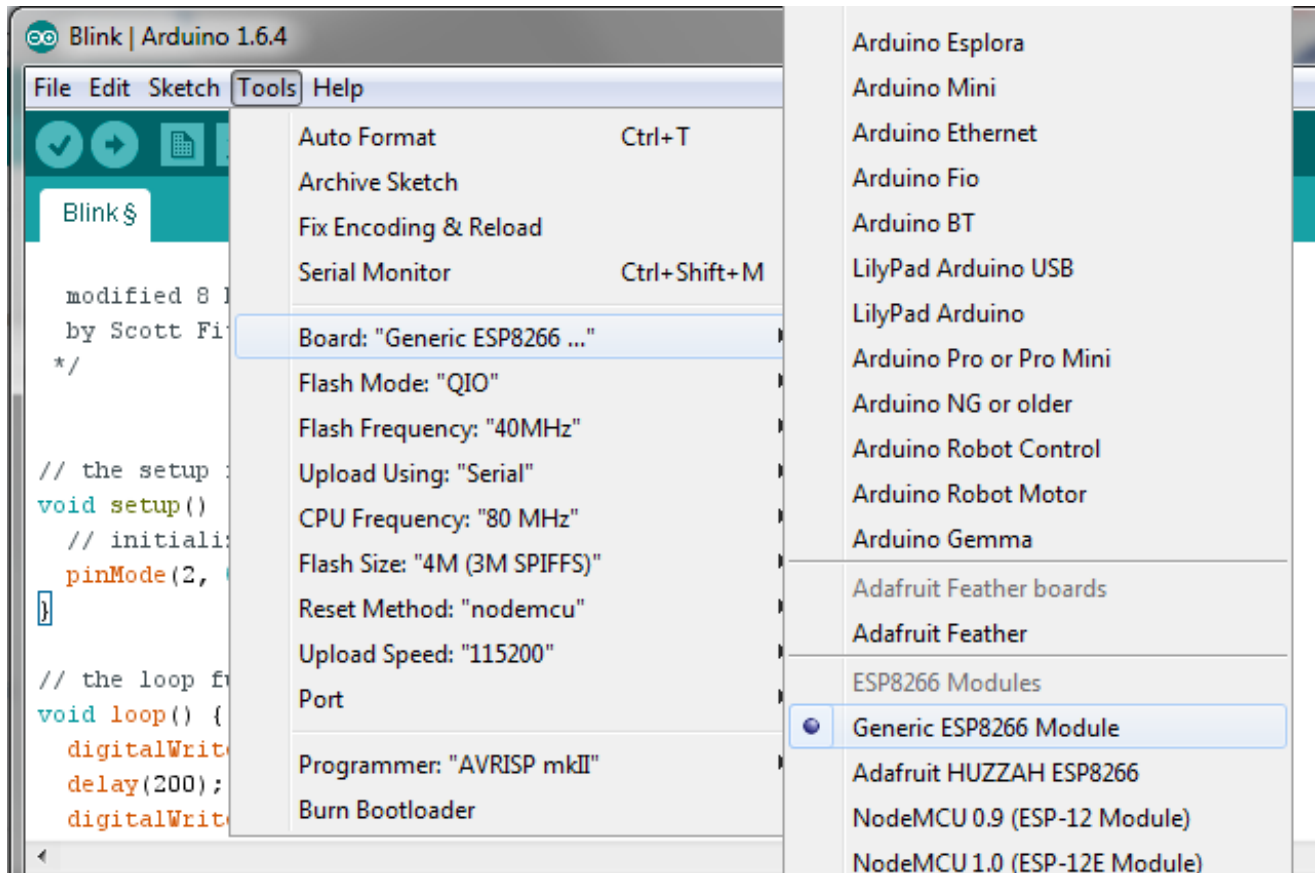 Blink | Arduino 1.6.4
File Edit Sketch Tools Help
Blink §
modified 8
by Scott
*/
// the setup
void setup()
//
pinMode(2,
}
// the loop
void loop() {
delay(200);
Auto Format Ctrl+T
Archive Sketch
Fix Encoding & Reload
Serial Monitor Ctrl+Shift+M
Board: "Generic ESP8266 ..."
Flash Mode: "QIO"
Flash Frequency: "40MHz"
Upload Using: "Serial"
CPU Frequency: "80 MHz"
Flash Size: "4M (3M SPIFFS)"
Reset Method: "nodemcu"
Upload Speed: "115200"
Port
Programmer: "AVRISP mkII"
Burn Bootloader
Arduino Esplora
Arduino Mini
Arduino Ethernet
Arduino Fio
Arduino BT
LilyPad Arduino USB
LilyPad Arduino
Arduino Pro or Pro Mini
Arduino NG or older
Arduino Robot Control
Arduino Robot Motor
Arduino Gemma
Adafruit Feather boards
Adafruit Feather
ESP8266 Modules
Generic ESP8266 Module
Adafruit HUZZAH ESP8266
NodeMCU 0.9 (ESP-12 Module)
NodeMCU 1.0 (ESP-12E Module)